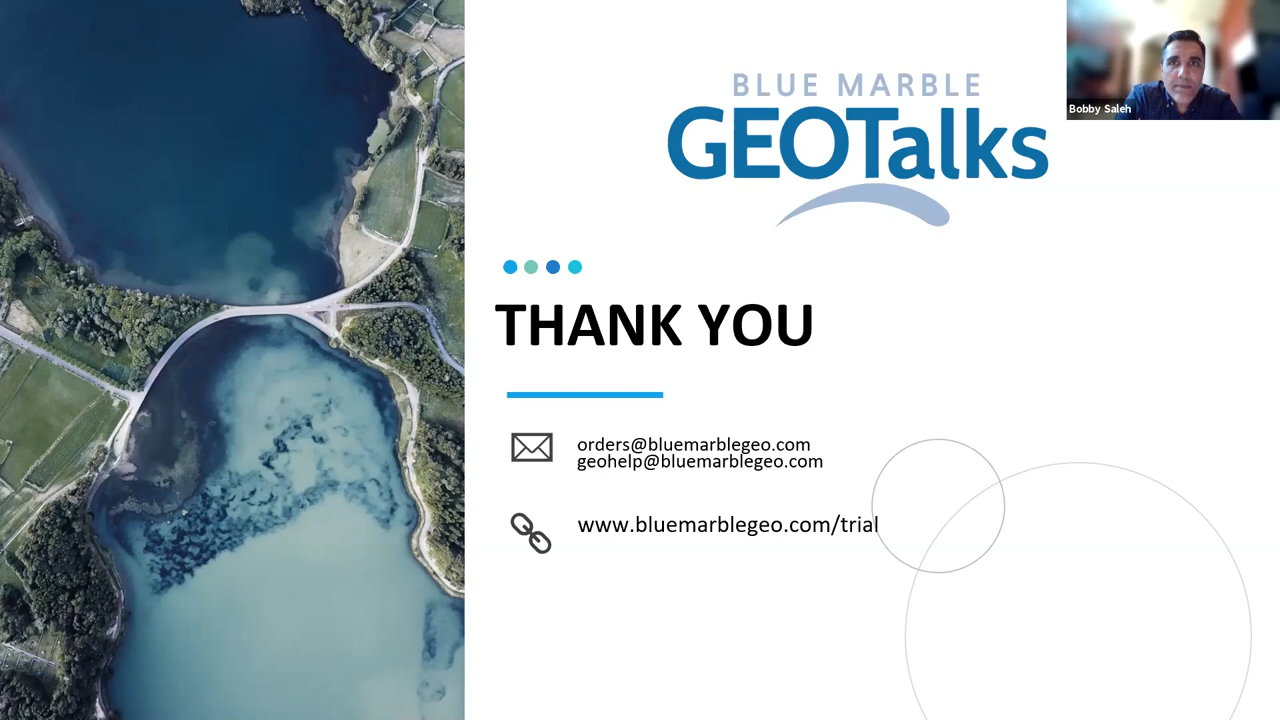 BLUE MARBLE
GEOTalks
Bobby Saleh
THANK YOU
orders@bluemarblegeo.com
geohelp@bluemarblegeo.com
www.bluemarblegeo.com/trial